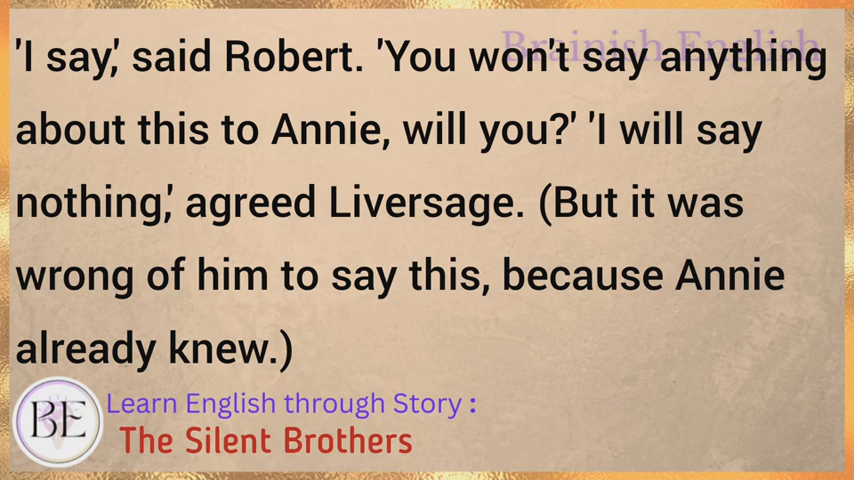 Brainish English
'I say,' said Robert. 'You won't say anything
about this to Annie, will you?' 'I will say
nothing,' agreed Liversage. (But it was
wrong of him to say this, because Annie
already knew.)
BE
Learn English through Story :
The Silent Brothers